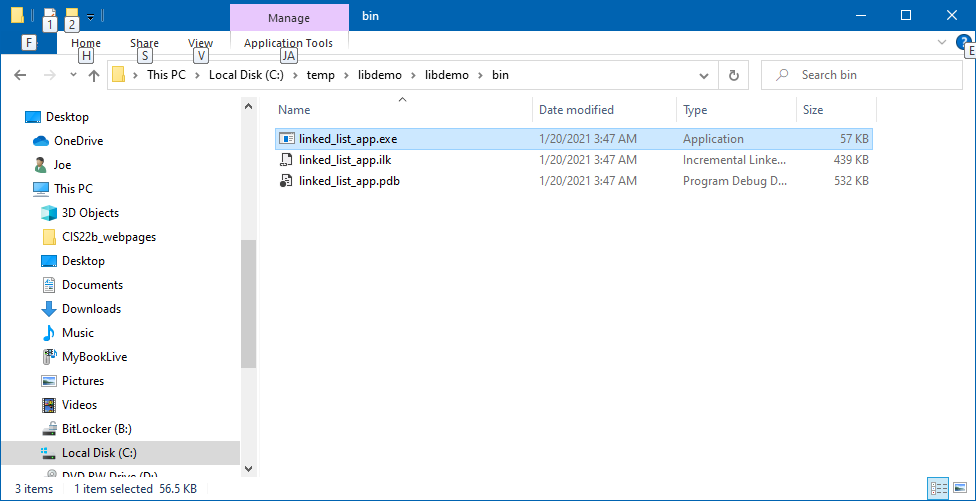 1 2 Manage bin
F Home Share View Application Tools
H S V JA E
This PC Local Disk (C:) temp libdemo libdemo bin Search bin
Name Date modified Type Size
Desktop
OneDrive
Joe
This PC
3D Objects
CIS22b_webpages
Desktop
Documents
Downloads
Music
MyBookLive
Pictures
Videos
BitLocker (B:)
Local Disk (C:)
DVD RW Drive (D:)
linked_list_app.exe 1/20/2021 3:47 AM Application 57 KB
linked_list_app.ilk 1/20/2021 3:47 AM Incremental Linke... 439 KB
linked_list_app.pdb 1/20/2021 3:47 AM Program Debug D... 532 KB
3 items 1 item selected 56.5 KB